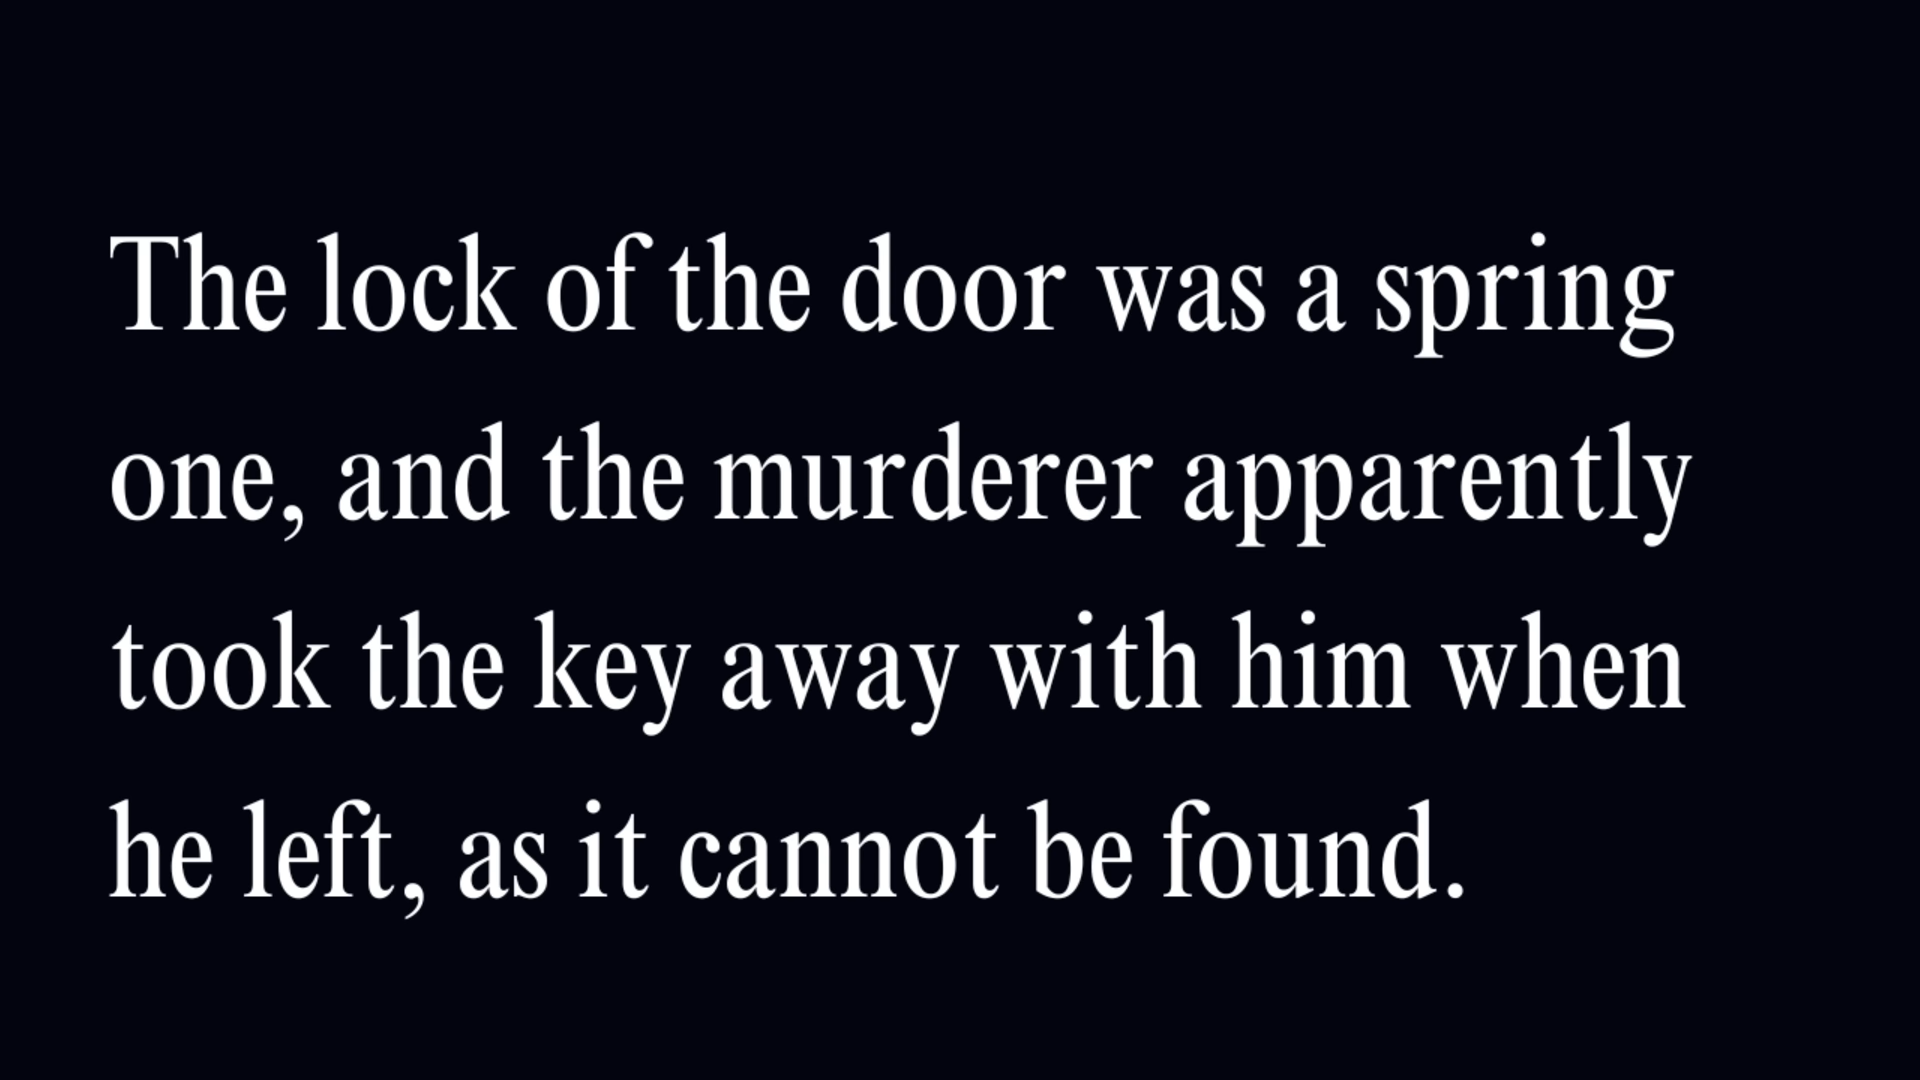 The lock of the door was a spring
one, and the murderer apparently
took the key away with him when
he left, as it cannot be found.